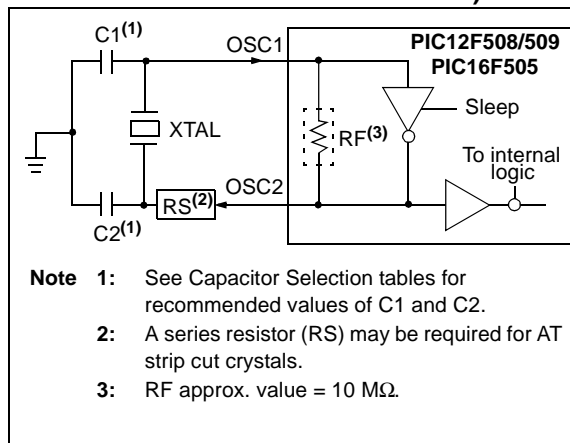 C1(1)
OSC1
PIC12F508/509
PIC16F505
Sleep
XTAL
RF(3)
To internal
logic
OSC2
RS(2)
C2(1)
Note 1: See Capacitor Selection tables for
recommended values of C1 and C2.
2: A series resistor (RS) may be required for AT
strip cut crystals.
3: RF approx. value = 10 MΩ.